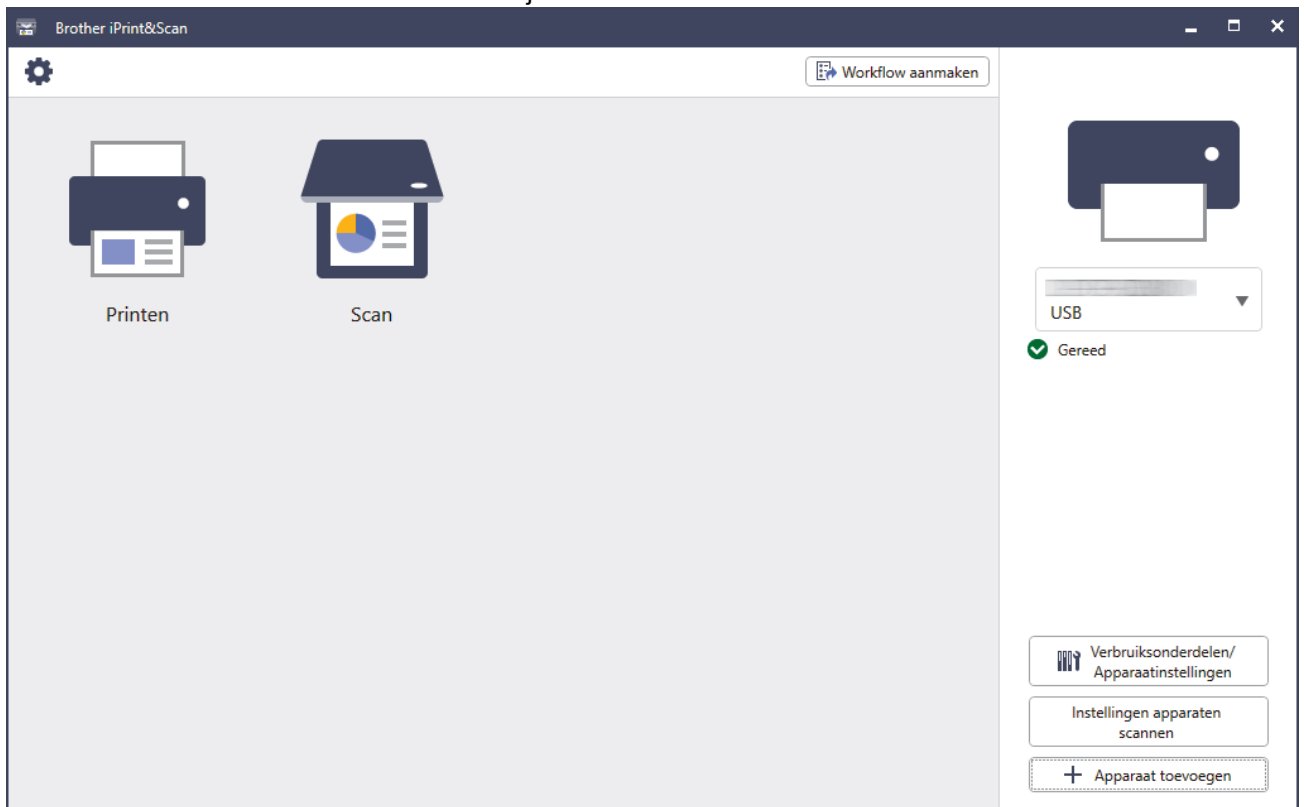 Brother iPrint&Scan
Workflow aanmaken
Printen
Scan
USB
Gereed
Verbruiksonderdelen/
Apparaatinstellingen
Instellingen apparaten
scannen
Apparaat toevoegen